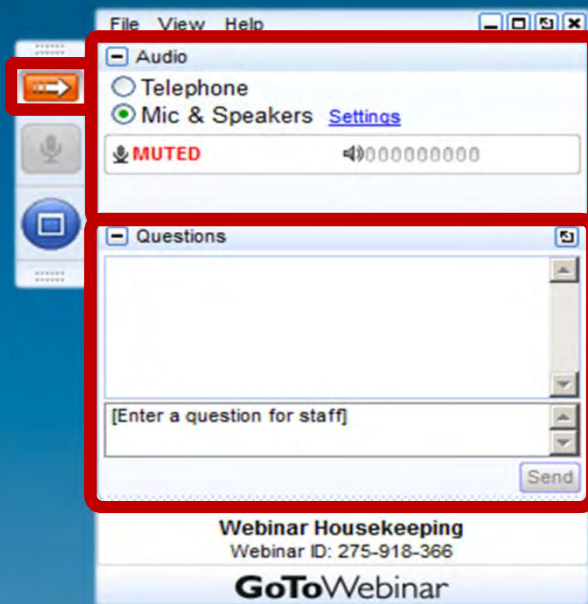 File View Help
Audio
Telephone
Mic & Speakers Settings
MUTED
Questions
[Enter a question for staff]
Send
Webinar Housekeeping
Webinar ID: 275-918-366
GoToWebinar